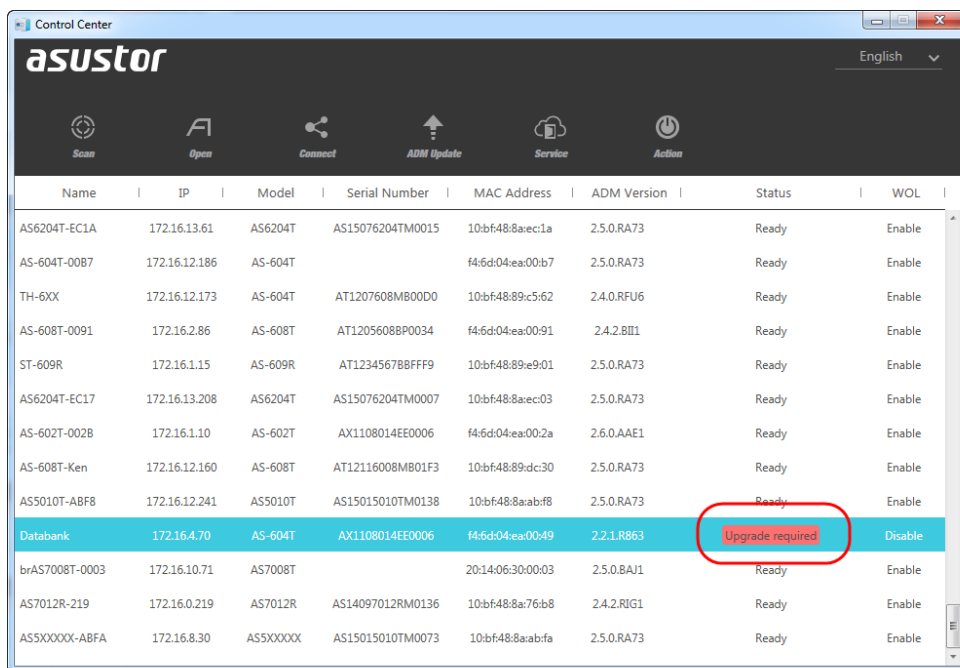 Control Center
asustor
English
Scan Open Connect ADM Update Service Action
Name IP Model Serial Number MAC Address ADM Version Status WOL
AS6204T-EC1A 172.16.13.61 AS6204T AS15076204TM0015 10:bf:48:8a:ec:1a 2.5.0.RA73 Ready Enable
AS-604T-00B7 172.16.12.186 AS-604T f4:6d:04:ea:00:b7 2.5.0.RA73 Ready Enable
TH-6XX 172.16.12.173 AS-604T AT1207608MB00D0 10:bf:48:89:c5:62 2.4.0.RFU6 Ready Enable
AS-608T-0091 172.16.2.86 AS-608T AT1205608BP0034 f4:6d:04:ea:00:91 2.4.2.BII1 Ready Enable
ST-609R 172.16.1.15 AS-609R AT1234567BBFFF9 10:bf:48:89:e9:01 2.5.0.RA73 Ready Enable
AS6204T-EC17 172.16.13.208 AS6204T AS15076204TM0007 10:bf:48:8a:ec:03 2.5.0.RA73 Ready Enable
AS-602T-002B 172.16.1.10 AS-602T AX1108014EE0006 f4:6d:04:ea:00:2a 2.6.0.AAE1 Ready Enable
AS-608T-Ken 172.16.12.160 AS-608T AT12116008MB01F3 10:bf:48:89:dc:30 2.5.0.RA73 Ready Enable
AS5010T-ABF8 172.16.12.241 AS5010T AS15015010TM0138 10:bf:48:8a:ab:f8 2.5.0.RA73 Ready Enable
Databank 172.16.4.70 AS-604T AX1108014EE0006 f4:6d:04:ea:00:49 2.2.1.R863 Upgrade required Disable
brAS7008T-0003 172.16.10.71 AS7008T 20:14:06:30:00:03 2.5.0.BAJ1 Ready Enable
AS7012R-219 172.16.0.219 AS7012R AS14097012RM0136 10:bf:48:8a:76:b8 2.4.2.RIG1 Ready Enable
AS5XXXXX-ABFA 172.16.8.30 AS5XXXXX AS15015010TM0073 10:bf:48:8a:ab:fa 2.5.0.RA73 Ready Enable